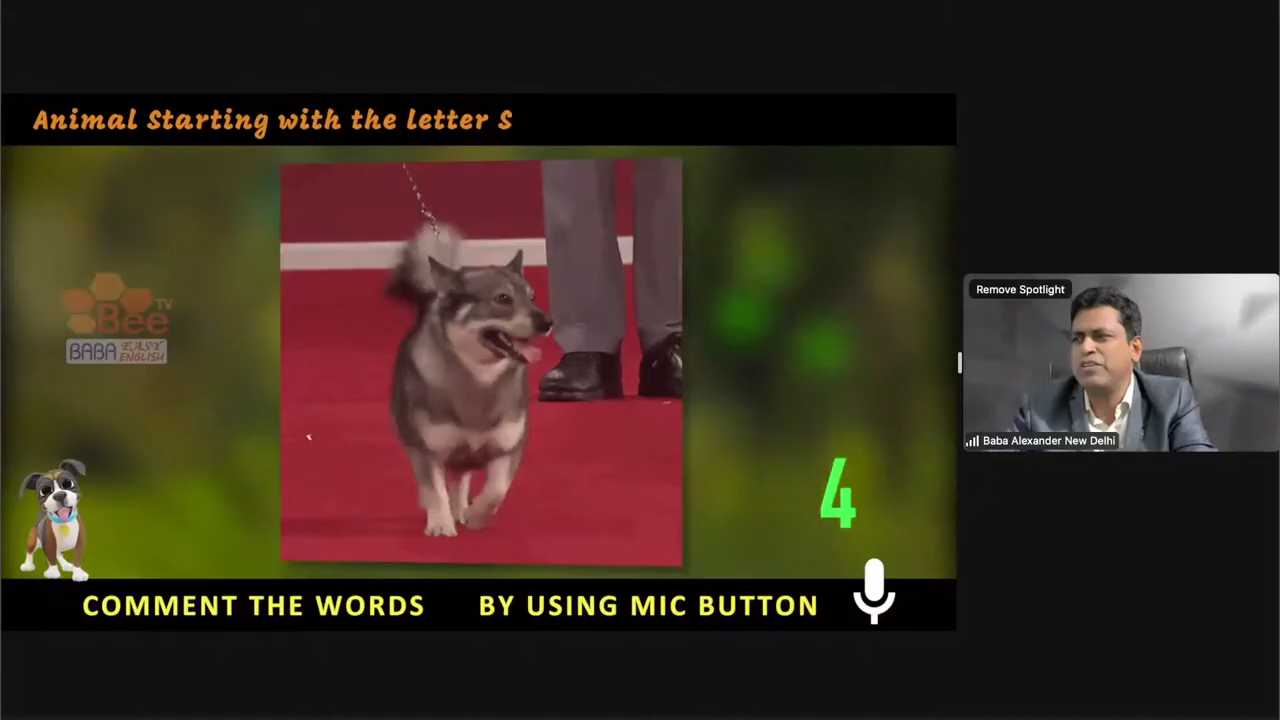 Animal Starting with the letter S
Bee TV
BABA EASY ENGLISH
4
COMMENT THE WORDS BY USING MIC BUTTON
Remove Spotlight
Baba Alexander New Delhi